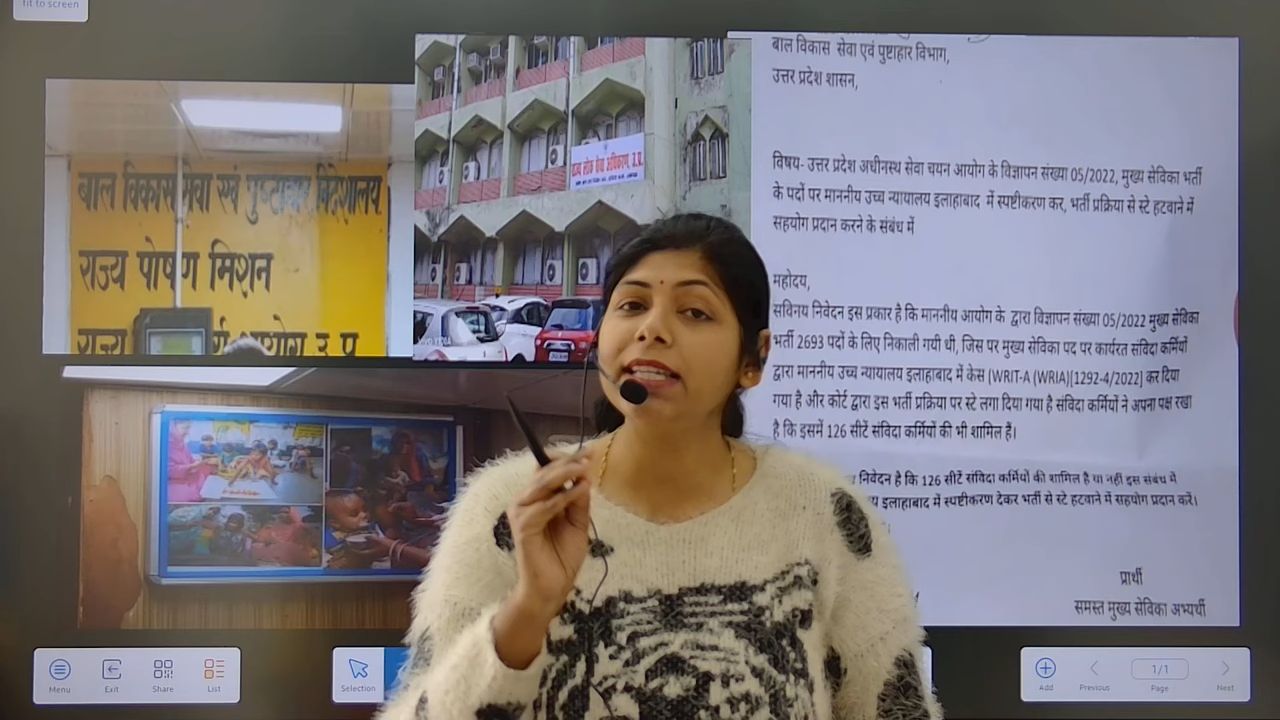 fit to screen
बाल विकास सेवा एवं पुष्टाहार निदेशालय
राज्य पोषण मिशन
राज्य आयोग उ.प्र.
राज्य लोक सेवा अधिकरण, उ.प्र.
बाल विकास सेवा एवं पुष्टाहार विभाग,
उत्तर प्रदेश शासन,
विषय- उत्तर प्रदेश अधीनस्थ सेवा चयन आयोग के विज्ञापन संख्या 05/2022, मुख्य सेविका भर्ती
के पदों पर माननीय उच्च न्यायालय इलाहाबाद में स्पष्टीकरण कर, भर्ती प्रक्रिया से स्टे हटवाने में
सहयोग प्रदान करने के संबंध में
महोदय,
सविनय निवेदन इस प्रकार है कि माननीय आयोग के द्वारा विज्ञापन संख्या 05/2022 मुख्य सेविका
भर्ती 2693 पदों के लिए निकाली गयी थी, जिस पर मुख्य सेविका पद पर कार्यरत संविदा कर्मियों
द्वारा माननीय उच्च न्यायालय इलाहाबाद में केस (WRIT-A (WRIA)[1292-4/2022] कर दिया
गया है और कोर्ट द्वारा इस भर्ती प्रक्रिया पर स्टे लगा दिया गया है संविदा कर्मियों ने अपना पक्ष रखा
है कि इसमें 126 सीटें संविदा कर्मियों की भी शामिल हैं।
निवेदन है कि 126 सीटें संविदा कर्मियों की शामिल है या नहीं इस संबंध में
इलाहाबाद में स्पष्टीकरण देकर भर्ती से स्टे हटवाने में सहयोग प्रदान करें।
प्रार्थी
समस्त मुख्य सेविका अभ्यर्थी
Menu
Exit
Share
List
Selection
Add
Previous
1/1
Page
Next